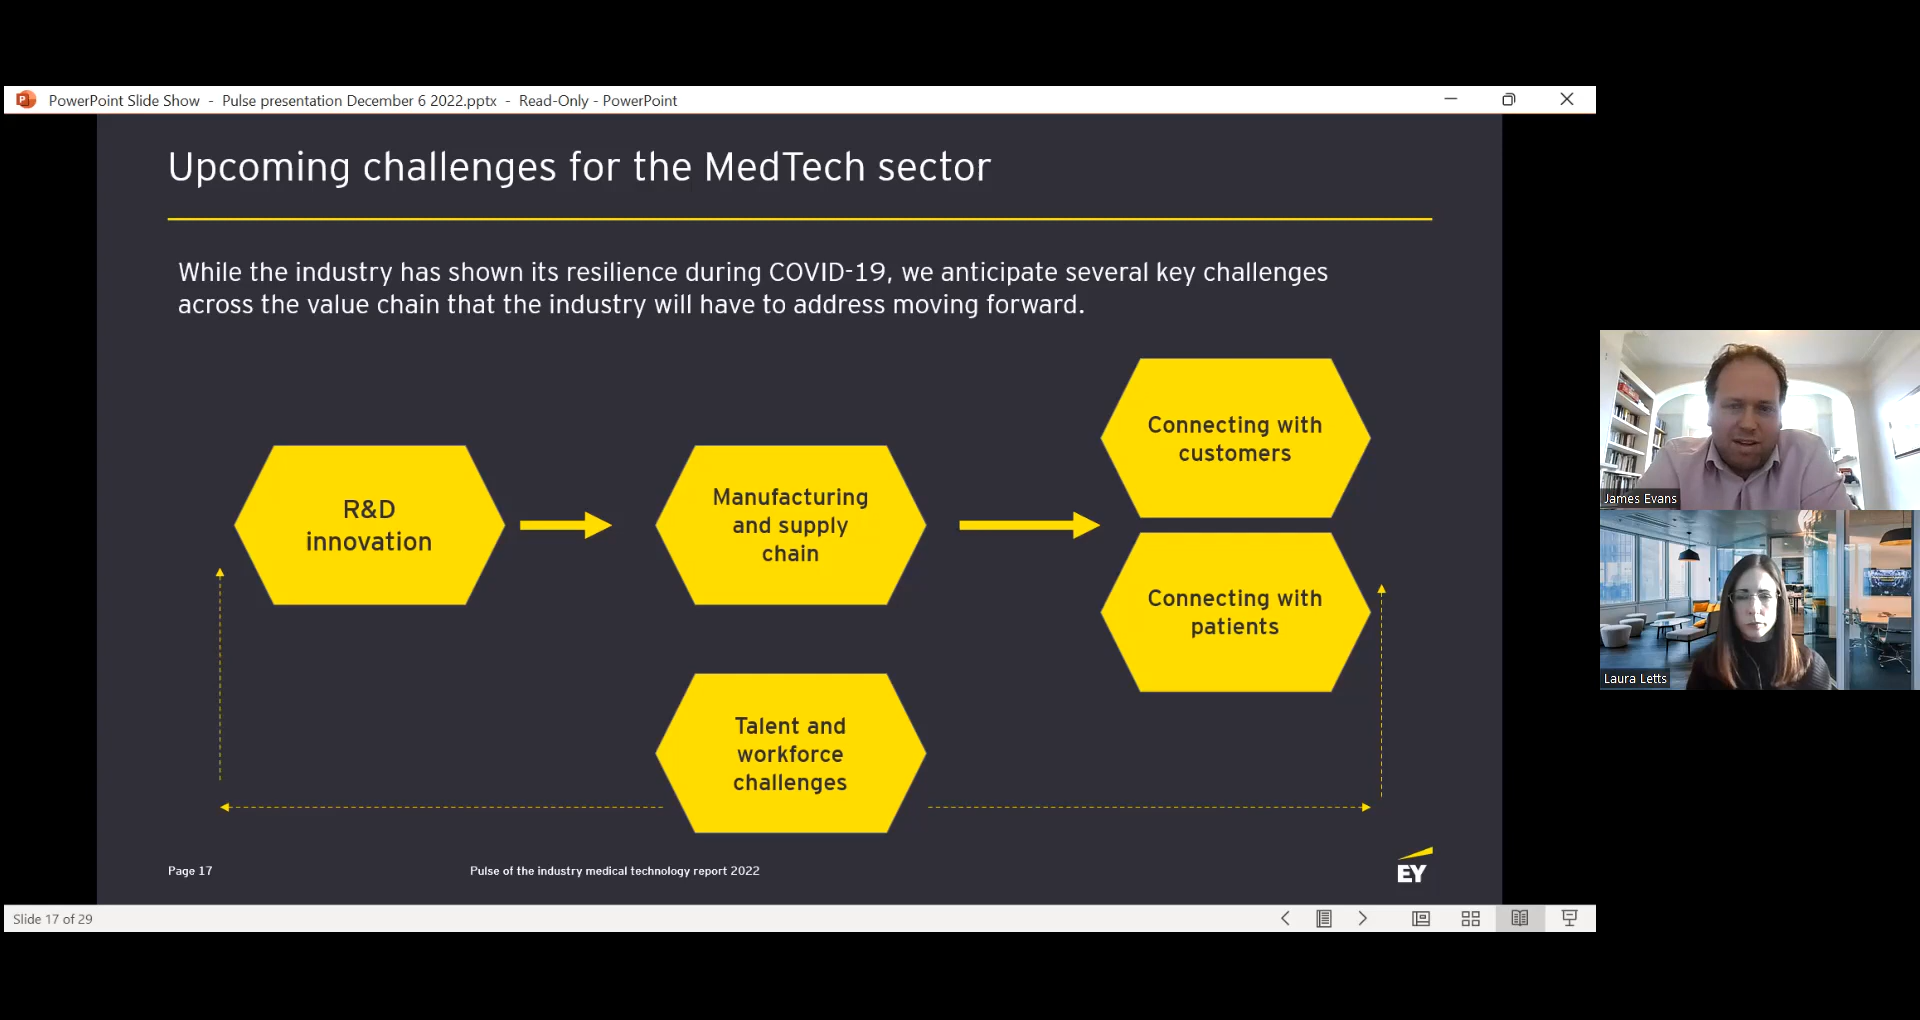 PowerPoint Slide Show - Pulse presentation December 6 2022.pptx - Read-Only - PowerPoint
Upcoming challenges for the MedTech sector
While the industry has shown its resilience during COVID-19, we anticipate several key challenges
across the value chain that the industry will have to address moving forward.
R&D
innovation
Manufacturing
and supply
chain
Connecting with
customers
Connecting with
patients
Talent and
workforce
challenges
Page 17
Pulse of the industry medical technology report 2022
EY
Slide 17 of 29
James Evans
Laura Letts